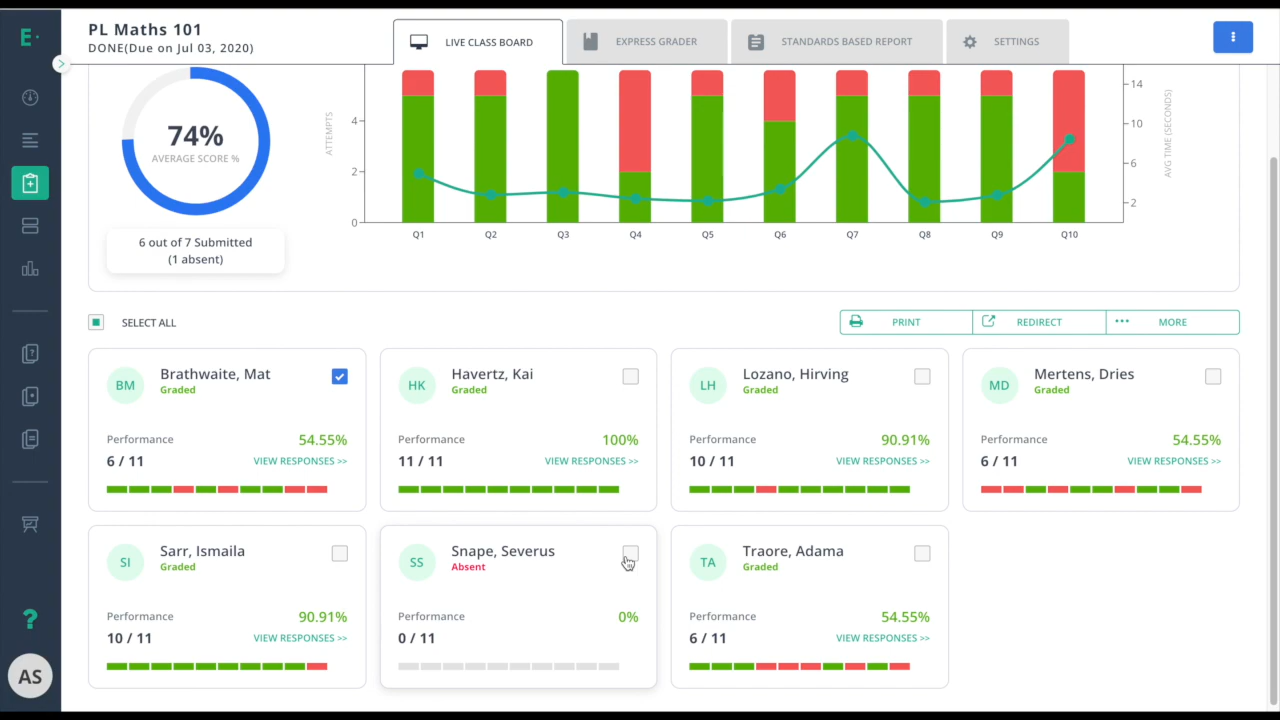 E
PL Maths 101
DONE(Due on Jul 03, 2020)
LIVE CLASS BOARD
EXPRESS GRADER
STANDARDS BASED REPORT
SETTINGS
74%
AVERAGE SCORE %
6 out of 7 Submitted
(1 absent)
ATTEMPTS
4
2
0
14
10
6
2
AVG TIME (SECONDS)
Q1 Q2 Q3 Q4 Q5 Q6 Q7 Q8 Q9 Q10
SELECT ALL
PRINT
REDIRECT
MORE
BM
Brathwaite, Mat
Graded
Performance 54.55%
6 / 11 VIEW RESPONSES >>
HK
Havertz, Kai
Graded
Performance 100%
11 / 11 VIEW RESPONSES >>
LH
Lozano, Hirving
Graded
Performance 90.91%
10 / 11 VIEW RESPONSES >>
MD
Mertens, Dries
Graded
Performance 54.55%
6 / 11 VIEW RESPONSES >>
SI
Sarr, Ismaila
Graded
Performance 90.91%
10 / 11 VIEW RESPONSES >>
SS
Snape, Severus
Absent
Performance 0%
0 / 11
TA
Traore, Adama
Graded
Performance 54.55%
6 / 11 VIEW RESPONSES >>
?
AS